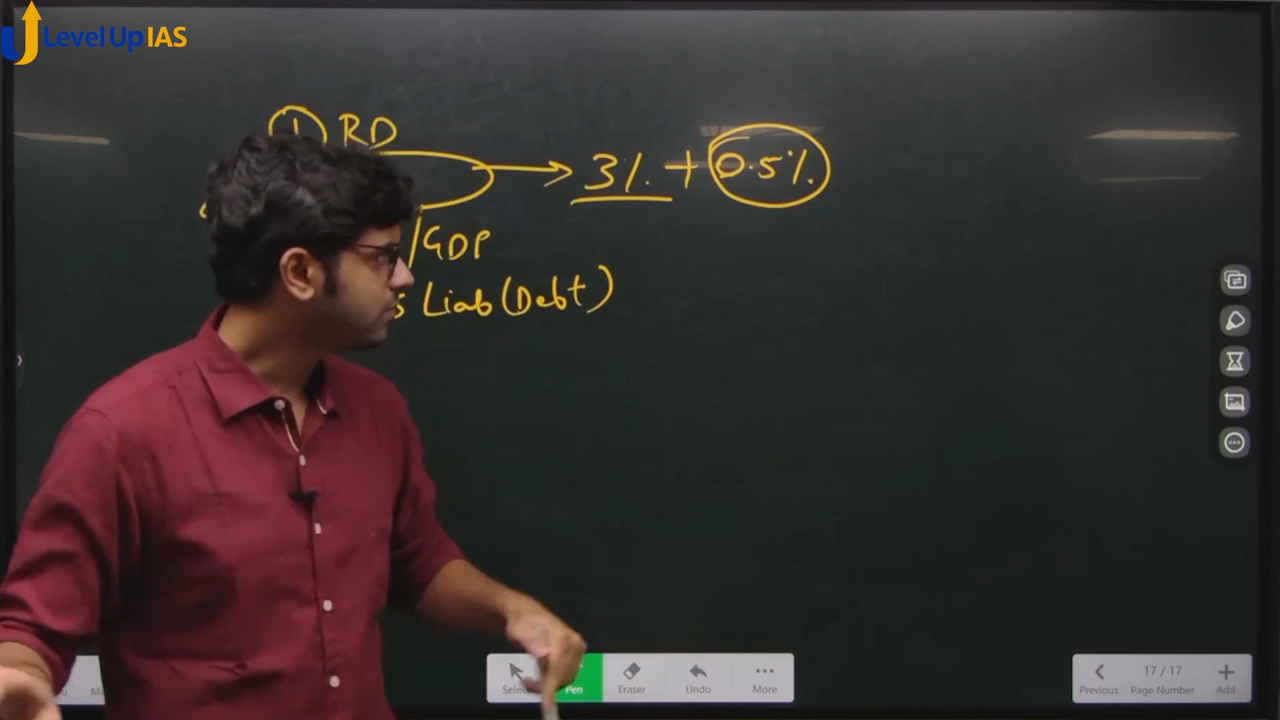 Level Up IAS
① RD
→ 3% + 0.5%
/GDP
s Liab (Debt)
Select Pen Eraser Undo More
Previous 17 / 17 Page Number Add